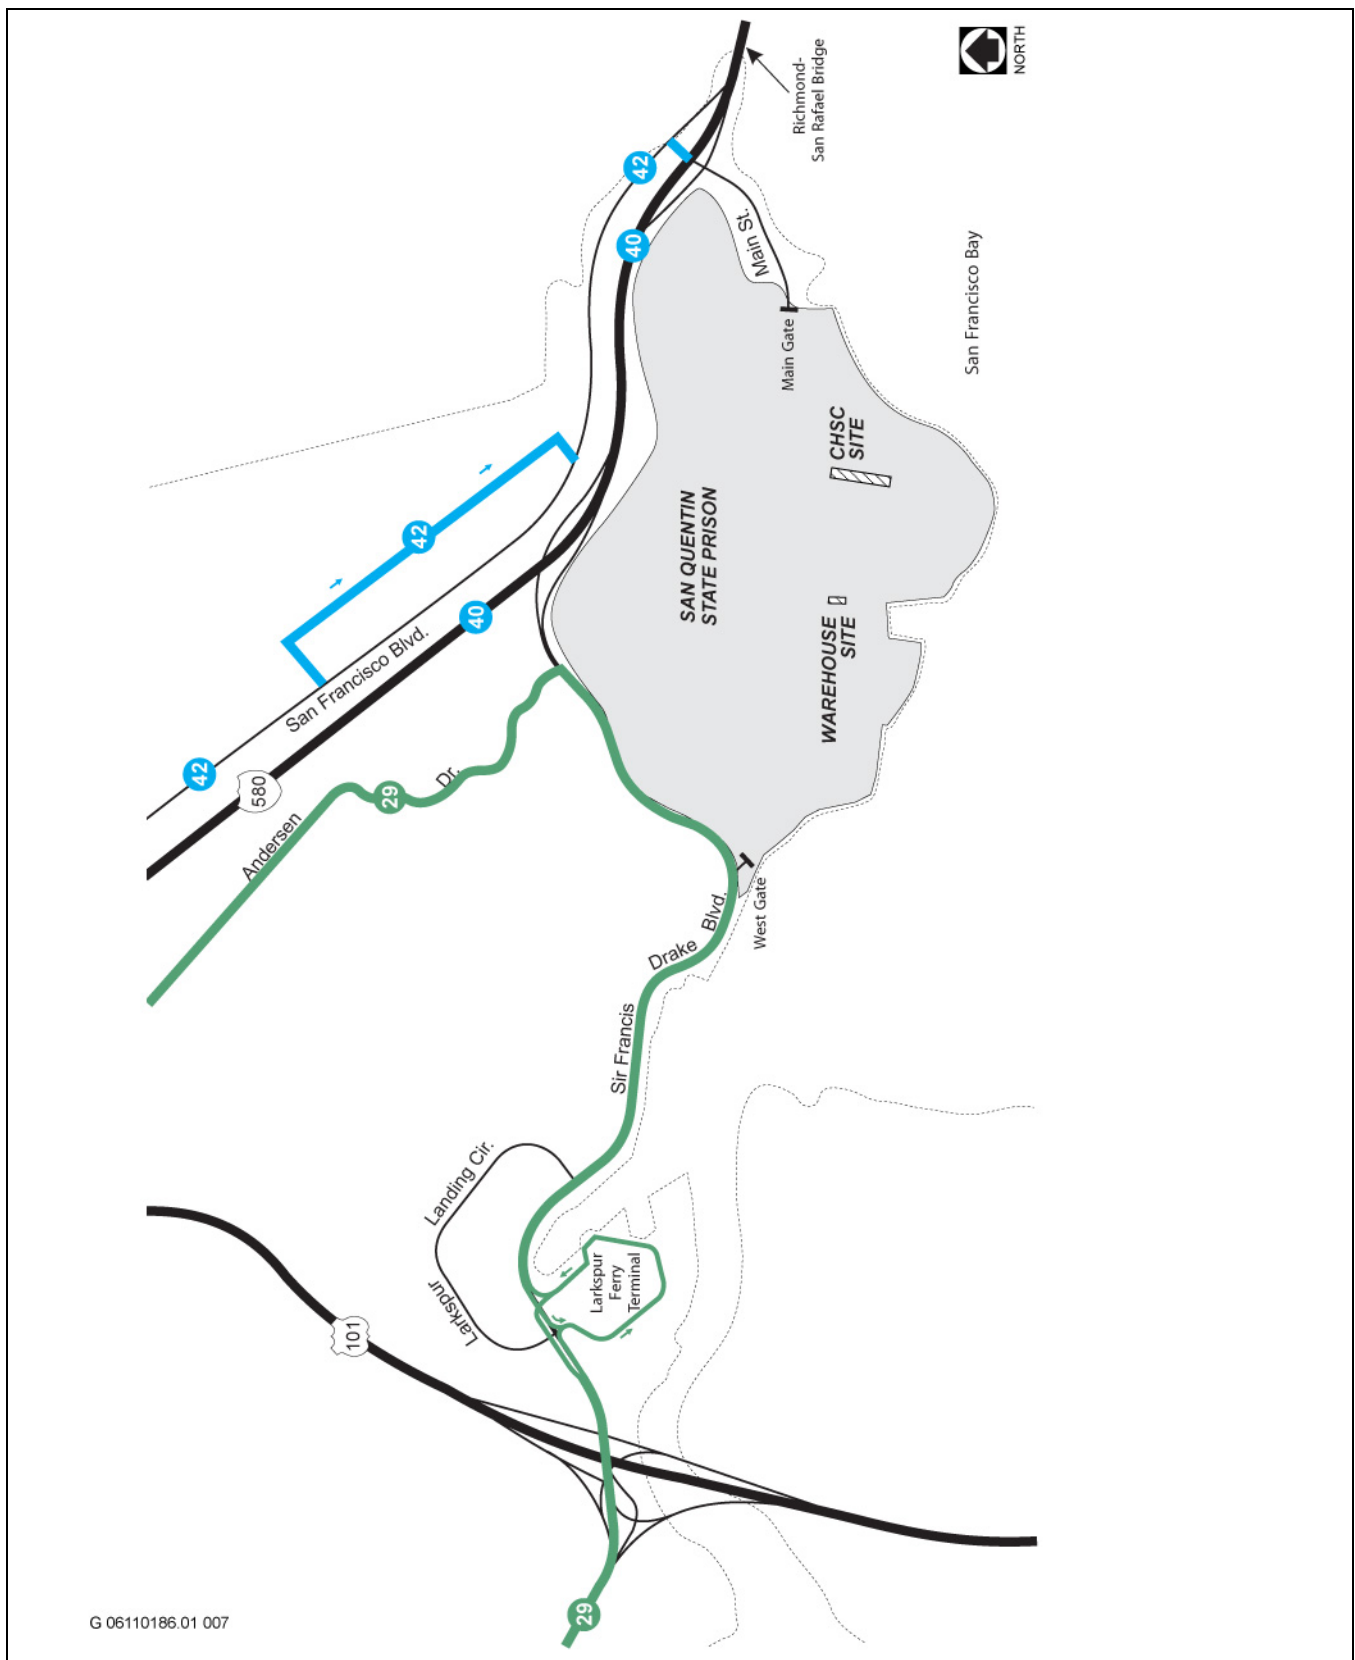 NORTH
Richmond-
San Rafael Bridge
42
40
Main St.
San Francisco Bay
Main Gate
CHSC
SITE
42
SAN QUENTIN
STATE PRISON
40
WAREHOUSE
SITE
San Francisco Blvd.
42
580
29
Dr.
Andersen
West Gate
Blvd.
Drake
Sir Francis
Landing Cir.
Larkspur
Larkspur
Ferry
Terminal
101
29
G 06110186.01 007